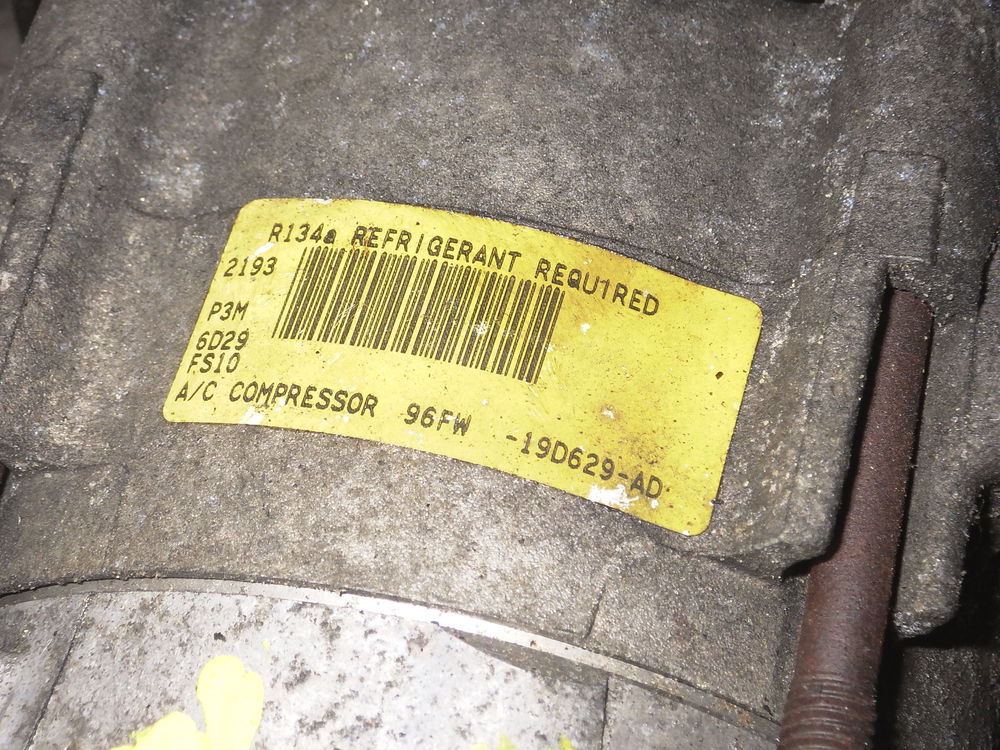 R134a REFRIGERANT REQUIRED
2193
P3M
6D29
FS10
A/C COMPRESSOR 96FW -19D629-AD